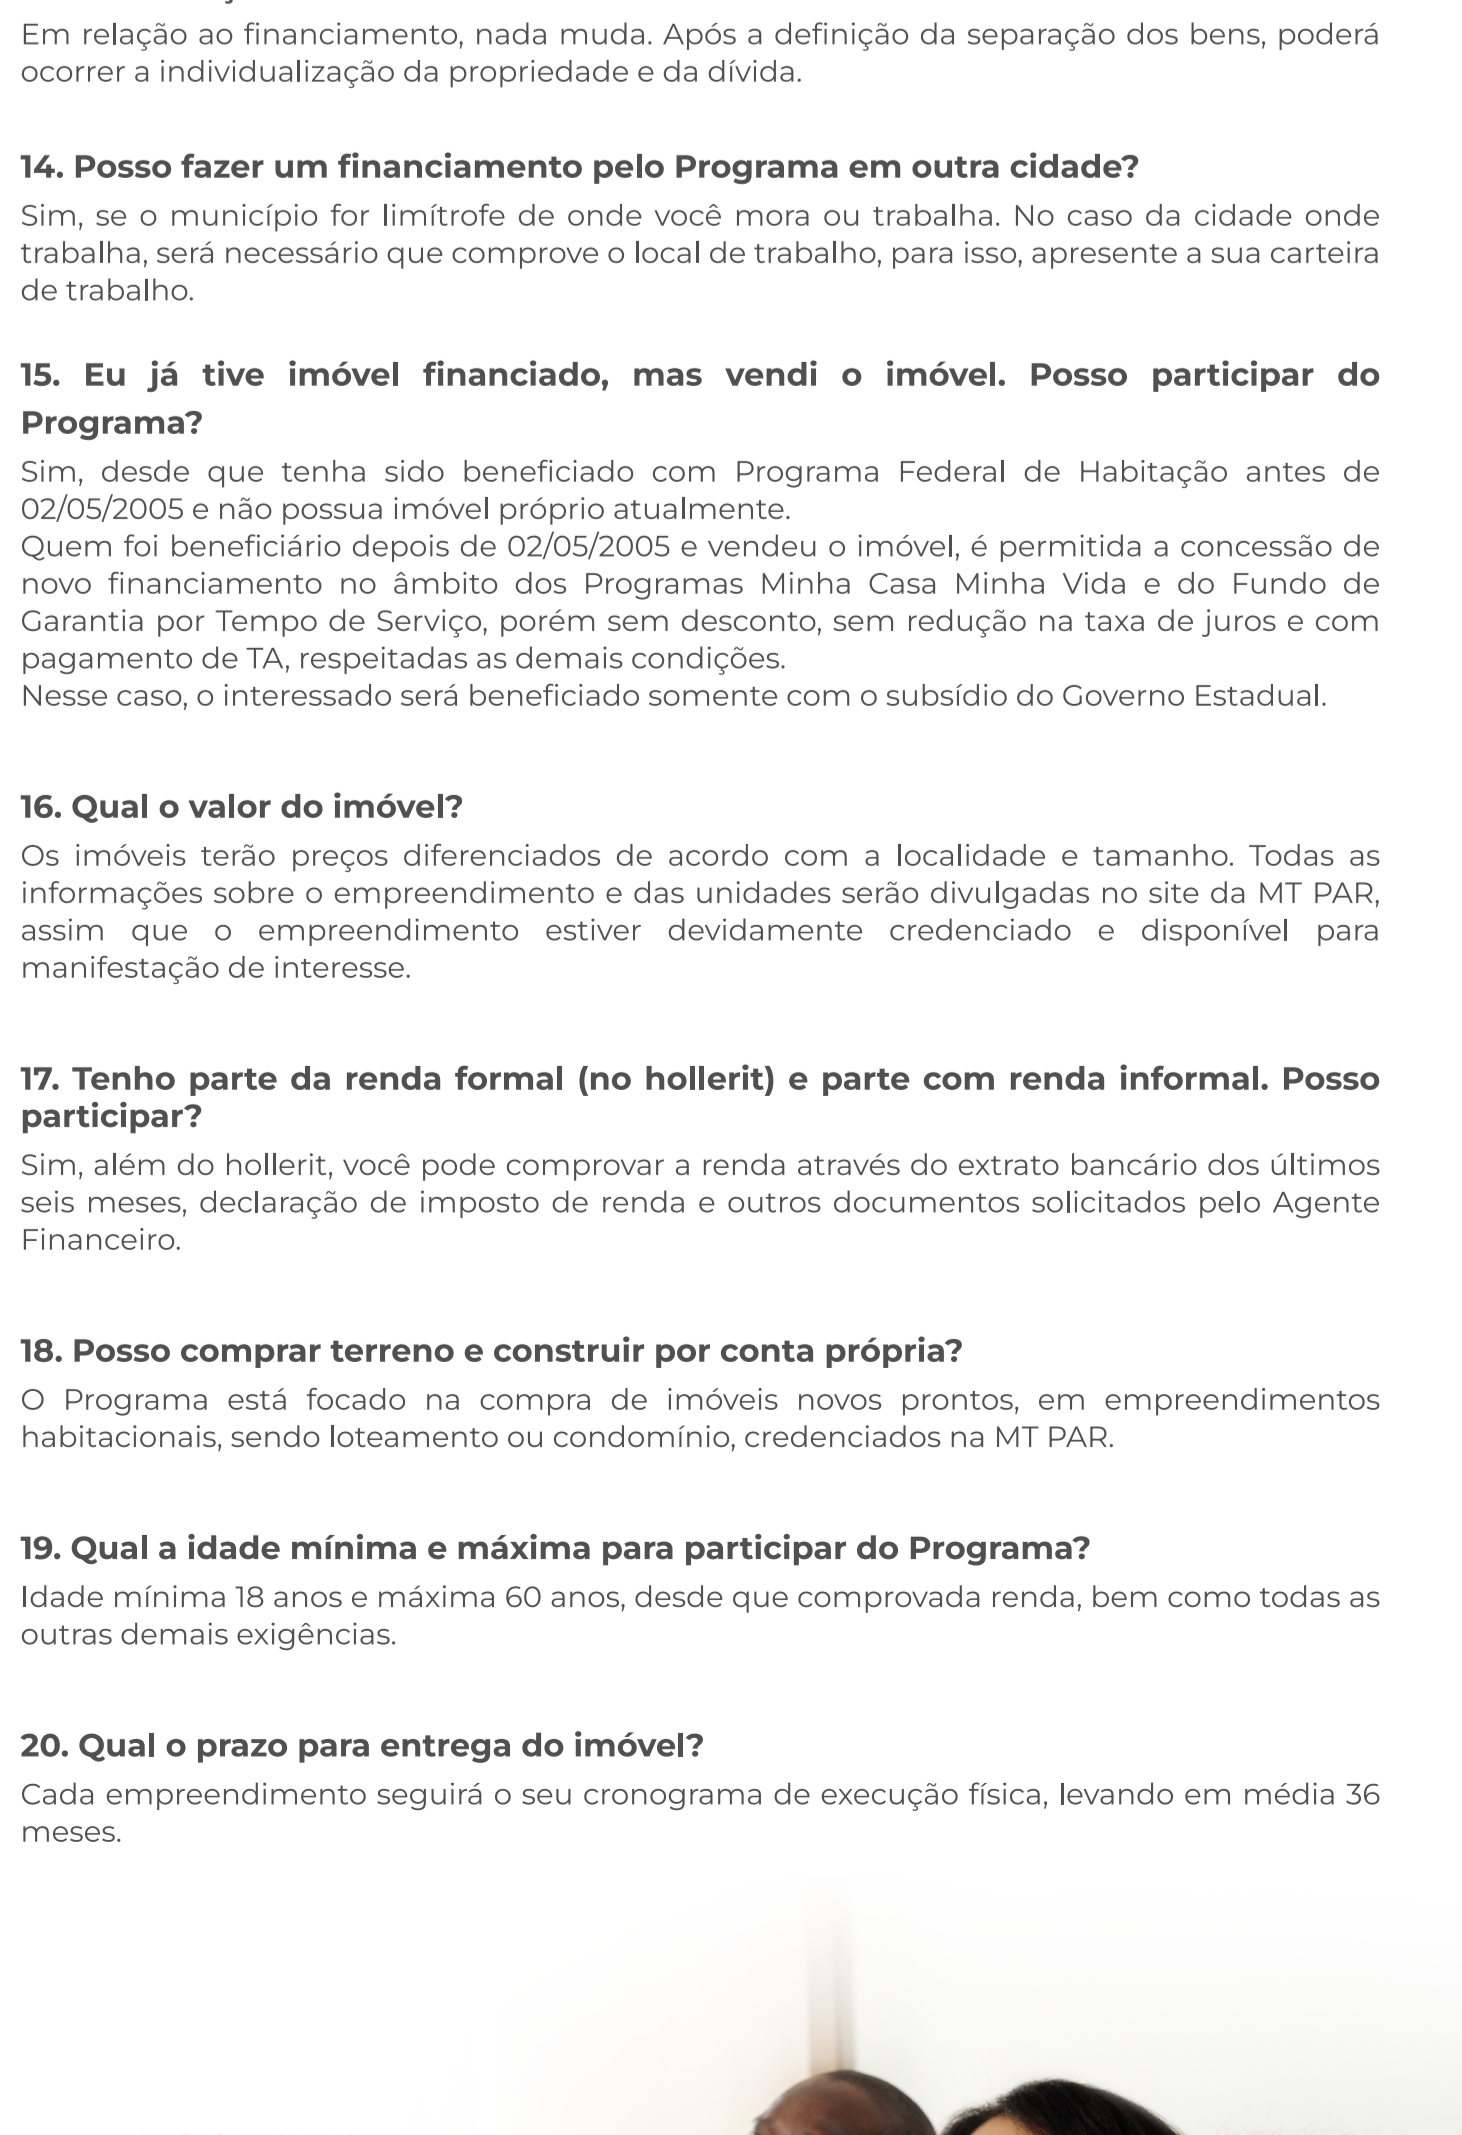 Em relação ao financiamento, nada muda. Após a definição da separação dos bens, poderá
ocorrer a individualização da propriedade e da dívida.
14. Posso fazer um financiamento pelo Programa em outra cidade?
Sim, se o município for limítrofe de onde você mora ou trabalha. No caso da cidade onde
trabalha, será necessário que comprove o local de trabalho, para isso, apresente a sua carteira
de trabalho.
15. Eu já tive imóvel financiado, mas vendi o imóvel. Posso participar do
Programa?
Sim, desde que tenha sido beneficiado com Programa Federal de Habitação antes de
02/05/2005 e não possua imóvel próprio atualmente.
Quem foi beneficiário depois de 02/05/2005 e vendeu o imóvel, é permitida a concessão de
novo financiamento no âmbito dos Programas Minha Casa Minha Vida e do Fundo de
Garantia por Tempo de Serviço, porém sem desconto, sem redução na taxa de juros e com
pagamento de TA, respeitadas as demais condições.
Nesse caso, o interessado será beneficiado somente com o subsídio do Governo Estadual.
16. Qual o valor do imóvel?
Os imóveis terão preços diferenciados de acordo com a localidade e tamanho. Todas as
informações sobre o empreendimento e das unidades serão divulgadas no site da MT PAR,
assim que o empreendimento estiver devidamente credenciado e disponível para
manifestação de interesse.
17. Tenho parte da renda formal (no hollerit) e parte com renda informal. Posso
participar?
Sim, além do hollerit, você pode comprovar a renda através do extrato bancário dos últimos
seis meses, declaração de imposto de renda e outros documentos solicitados pelo Agente
Financeiro.
18. Posso comprar terreno e construir por conta própria?
O Programa está focado na compra de imóveis novos prontos, em empreendimentos
habitacionais, sendo loteamento ou condomínio, credenciados na MT PAR.
19. Qual a idade mínima e máxima para participar do Programa?
Idade mínima 18 anos e máxima 60 anos, desde que comprovada renda, bem como todas as
outras demais exigências.
20. Qual o prazo para entrega do imóvel?
Cada empreendimento seguirá o seu cronograma de execução física, levando em média 36
meses.